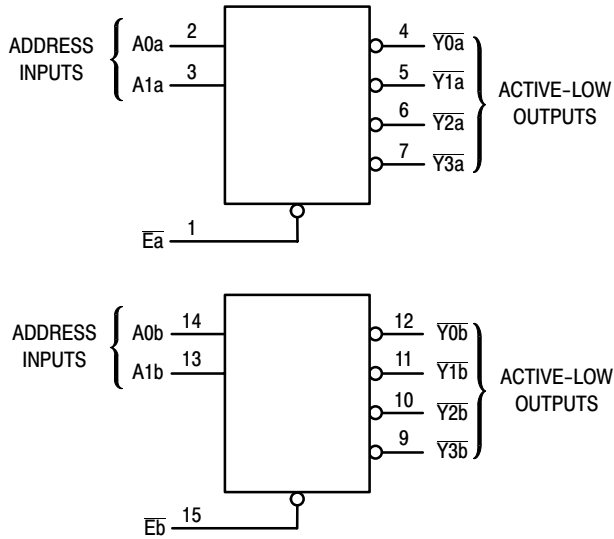 ADDRESS
INPUTS
A0a 2
A1a 3
4 Y0a
5 Y1a
6 Y2a
7 Y3a
ACTIVE-LOW
OUTPUTS
Ea 1
ADDRESS
INPUTS
A0b 14
A1b 13
12 Y0b
11 Y1b
10 Y2b
9 Y3b
ACTIVE-LOW
OUTPUTS
Eb 15